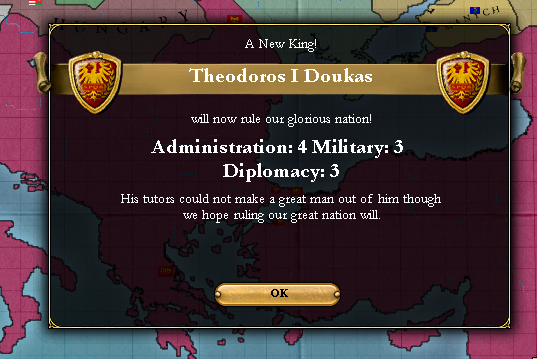 HUNGARY
A New King!
Theodoros I Doukas
will now rule our glorious nation!
Administration: 4 Military: 3
Diplomacy: 3
His tutors could not make a great man out of him though
we hope ruling our great nation will.
OK